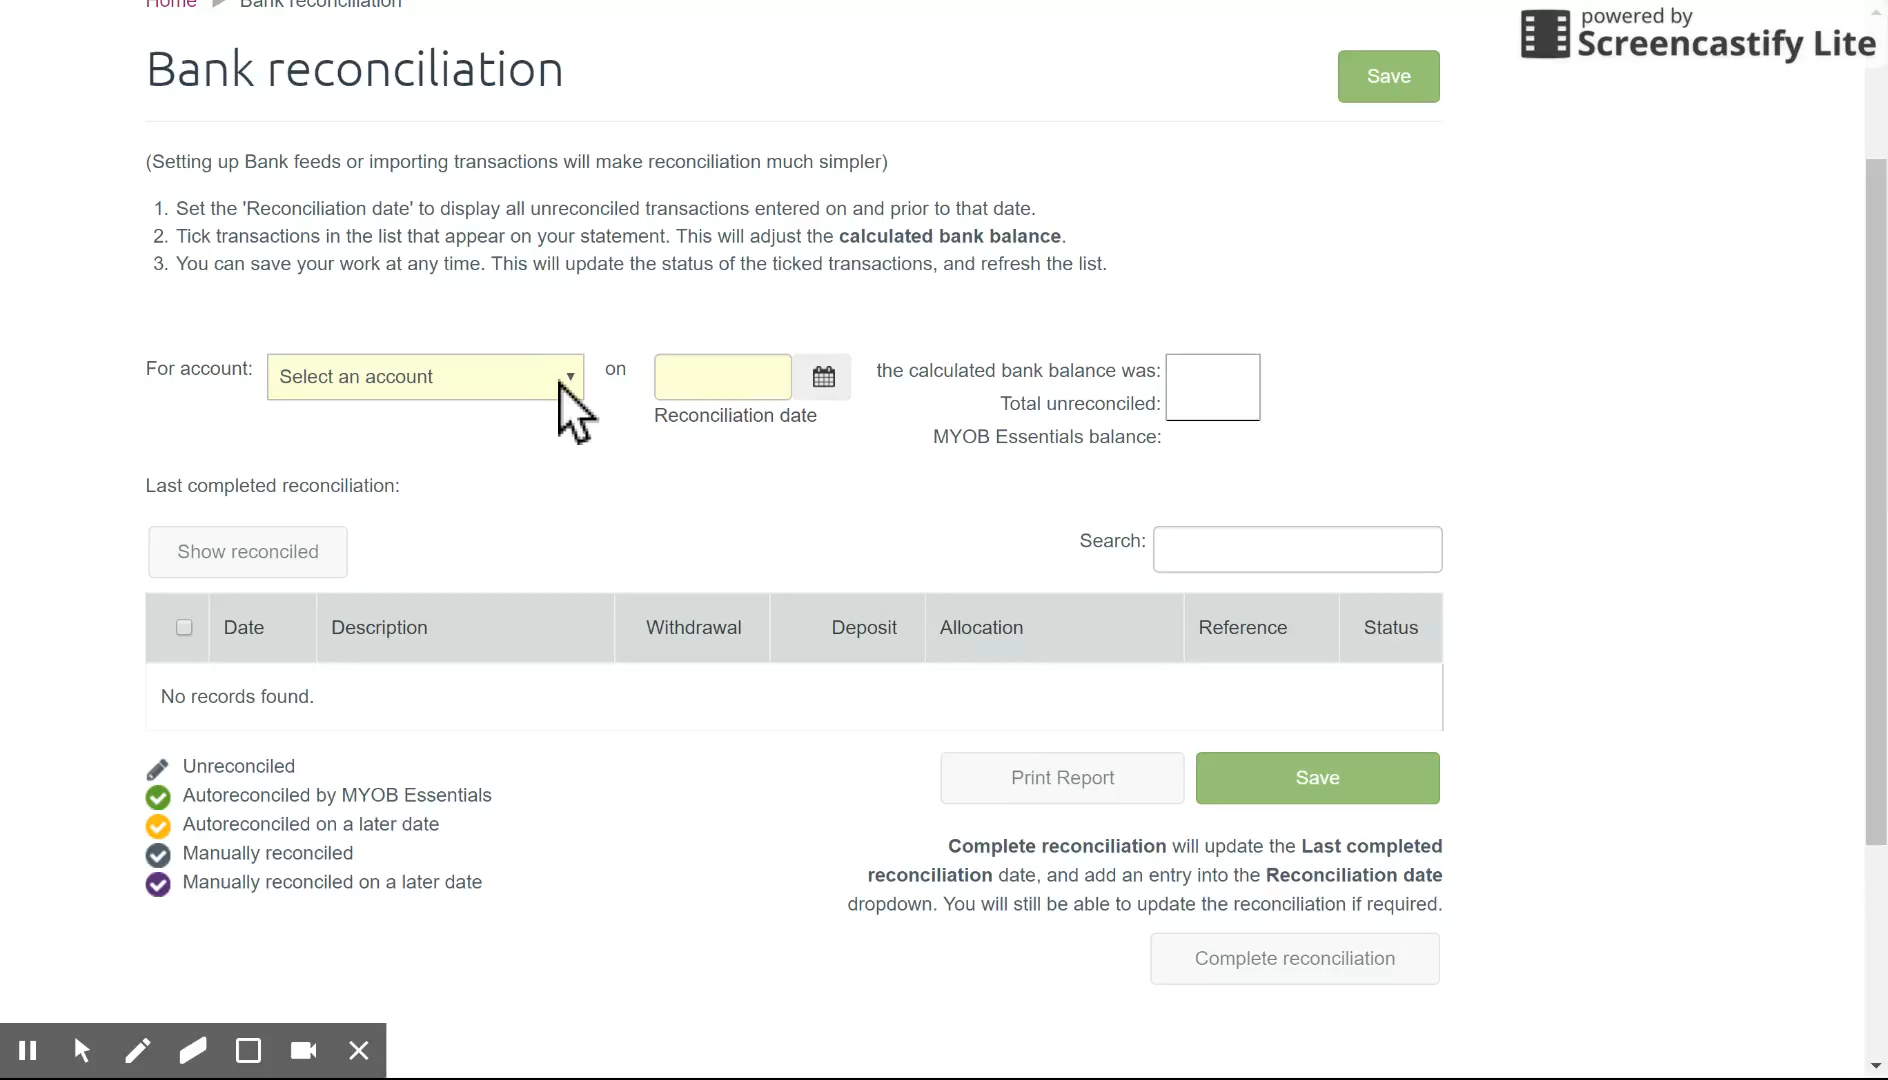 Home ▶ Bank reconciliation
powered by
Screencastify Lite
Bank reconciliation
Save
(Setting up Bank feeds or importing transactions will make reconciliation much simpler)
1. Set the 'Reconciliation date' to display all unreconciled transactions entered on and prior to that date.
2. Tick transactions in the list that appear on your statement. This will adjust the calculated bank balance.
3. You can save your work at any time. This will update the status of the ticked transactions, and refresh the list.
For account: Select an account on the calculated bank balance was:
Reconciliation date Total unreconciled:
MYOB Essentials balance:
Last completed reconciliation:
Show reconciled Search:
Date Description Withdrawal Deposit Allocation Reference Status
No records found.
Unreconciled
Autoreconciled by MYOB Essentials
Autoreconciled on a later date
Manually reconciled
Manually reconciled on a later date
Print Report Save
Complete reconciliation will update the Last completed
reconciliation date, and add an entry into the Reconciliation date
dropdown. You will still be able to update the reconciliation if required.
Complete reconciliation